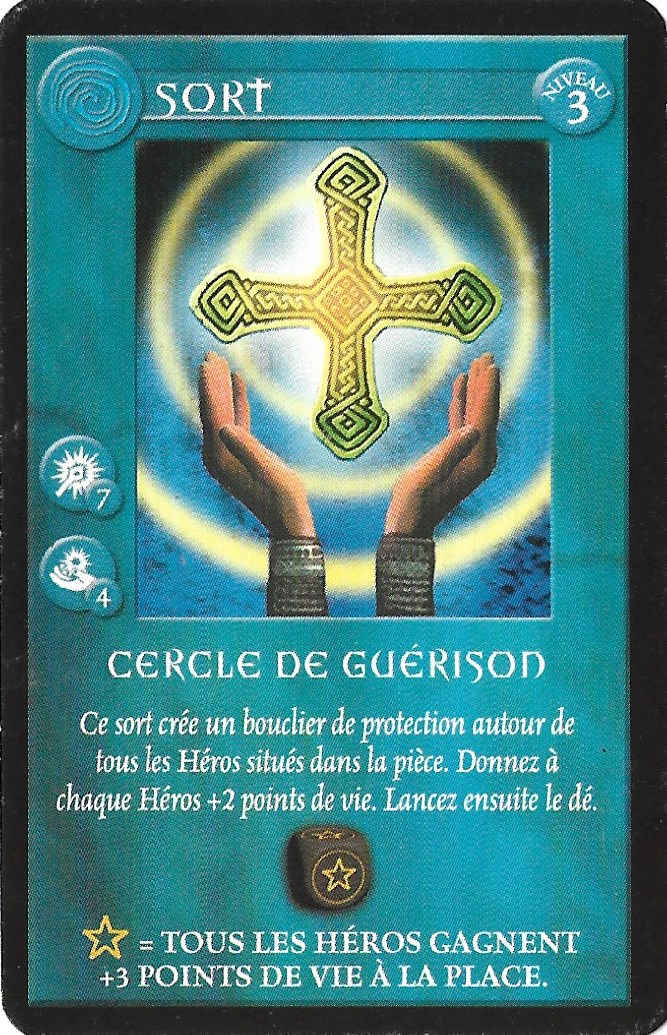 SORT
NIVEAU
3
7
4
CERCLE DE GUÉRISON
Ce sort crée un bouclier de protection autour de
tous les Héros situés dans la pièce. Donnez à
chaque Héros +2 points de vie. Lancez ensuite le dé.
= TOUS LES HÉROS GAGNENT
+3 POINTS DE VIE À LA PLACE.